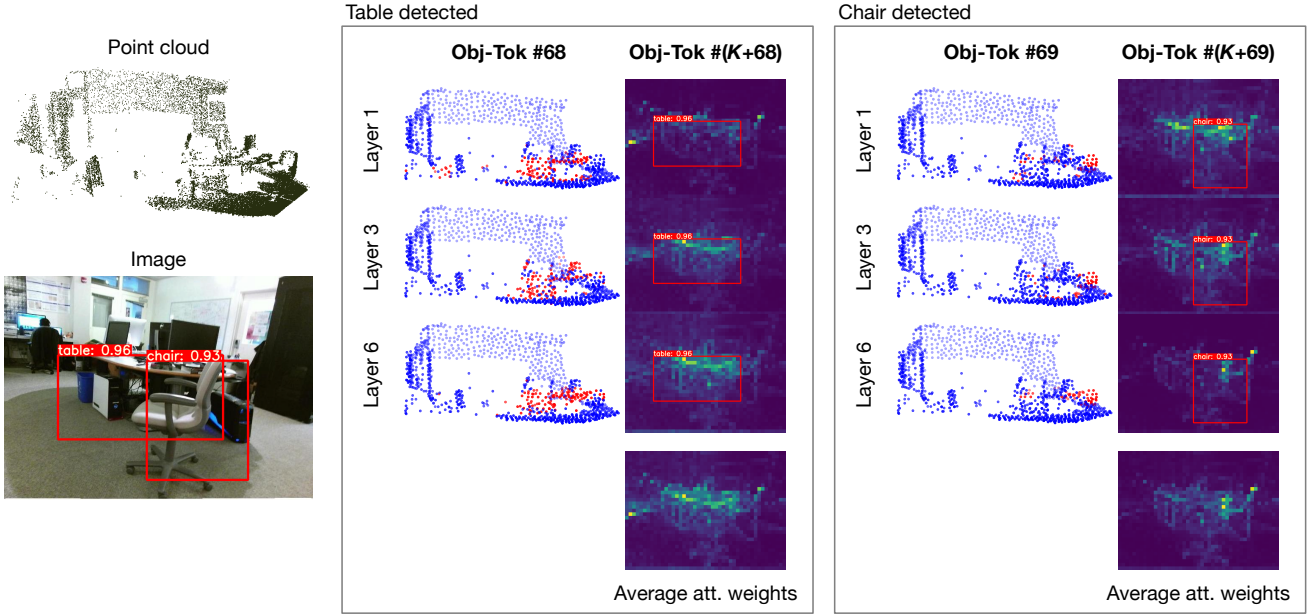 Point cloud
Image
table: 0.96
chair: 0.93
Table detected
Obj-Tok #68
Obj-Tok #(K+68)
Layer 1
table: 0.96
Layer 3
table: 0.96
Layer 6
table: 0.96
Average att. weights
Chair detected
Obj-Tok #69
Obj-Tok #(K+69)
Layer 1
chair: 0.93
Layer 3
chair: 0.93
Layer 6
chair: 0.93
Average att. weights